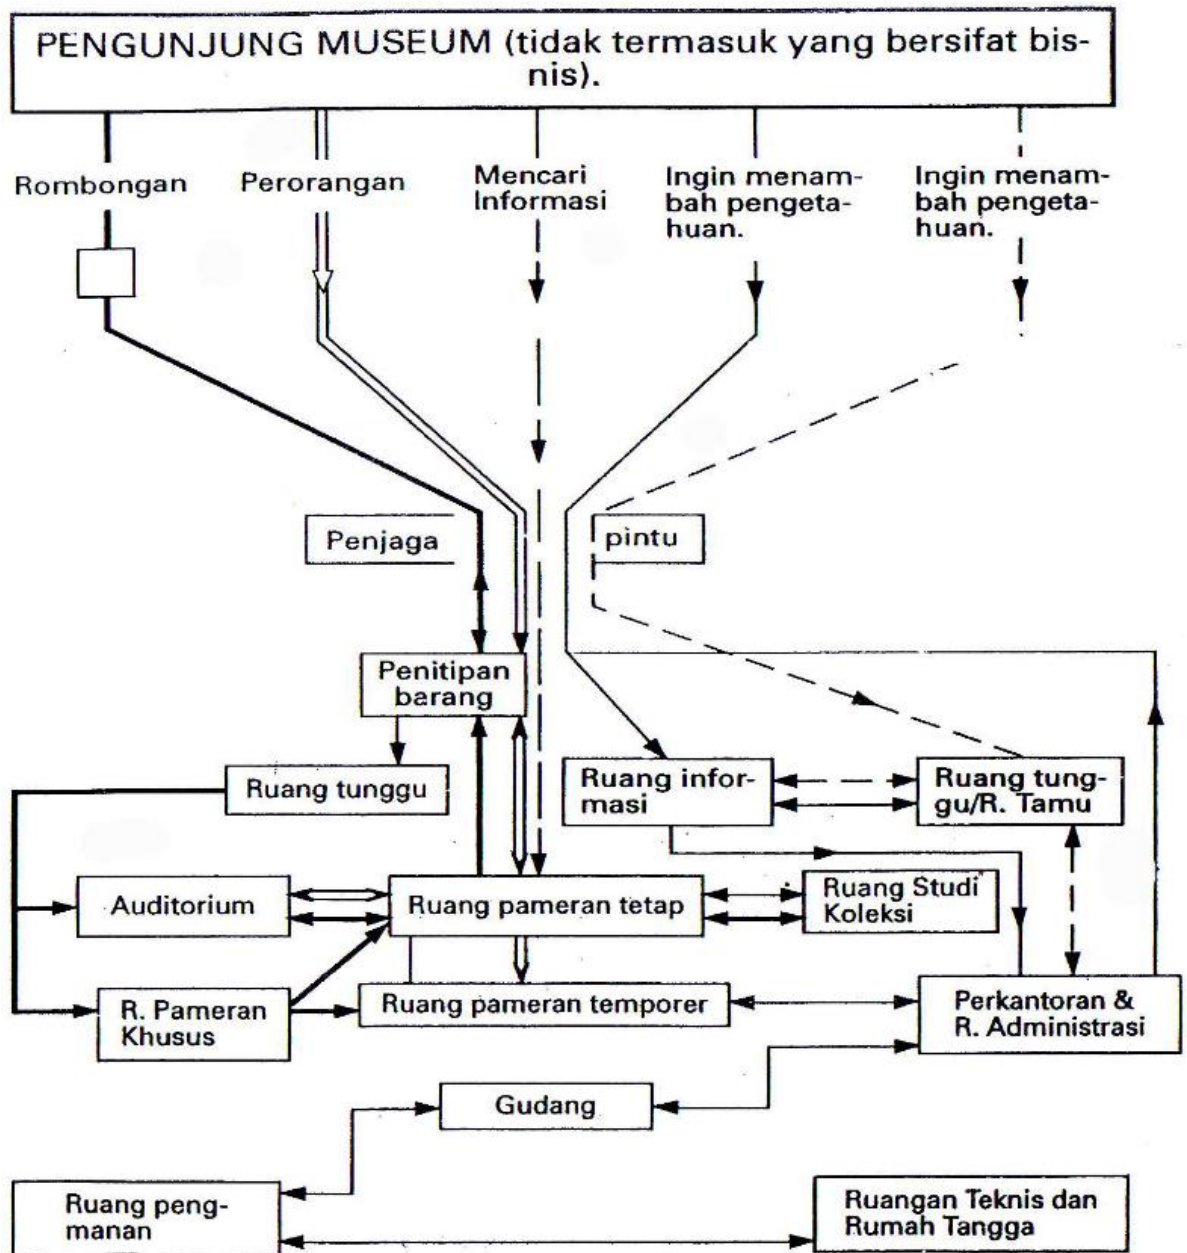 PENGUNJUNG MUSEUM (tidak termasuk yang bersifat bis-
nis).
Rombongan
Perorangan
Mencari
Informasi
Ingin menam-
bah pengeta-
huan.
Ingin menam-
bah pengeta-
huan.
Penjaga
pintu
Penitipan
barang
Ruang tunggu
Ruang infor-
masi
Ruang tung-
gu/R. Tamu
Auditorium
Ruang pameran tetap
Ruang Studi
Koleksi
R. Pameran
Khusus
Ruang pameran temporer
Perkantoran &
R. Administrasi
Gudang
Ruang peng-
manan
Ruangan Teknis dan
Rumah Tangga